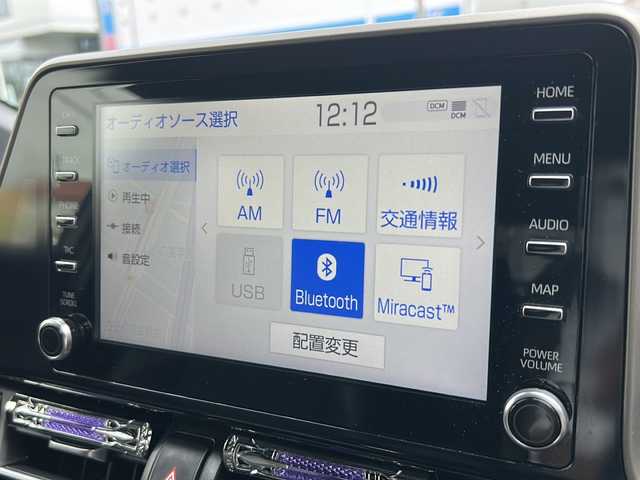 オーディオソース選択
12:12
DCM
DCM
オーディオ選択
再生中
接続
音設定
AM
FM
交通情報
USB
Bluetooth
Miracast™
配置変更
TRACK
PHONE
TUNE
SCROLL
HOME
MENU
AUDIO
MAP
POWER
VOLUME